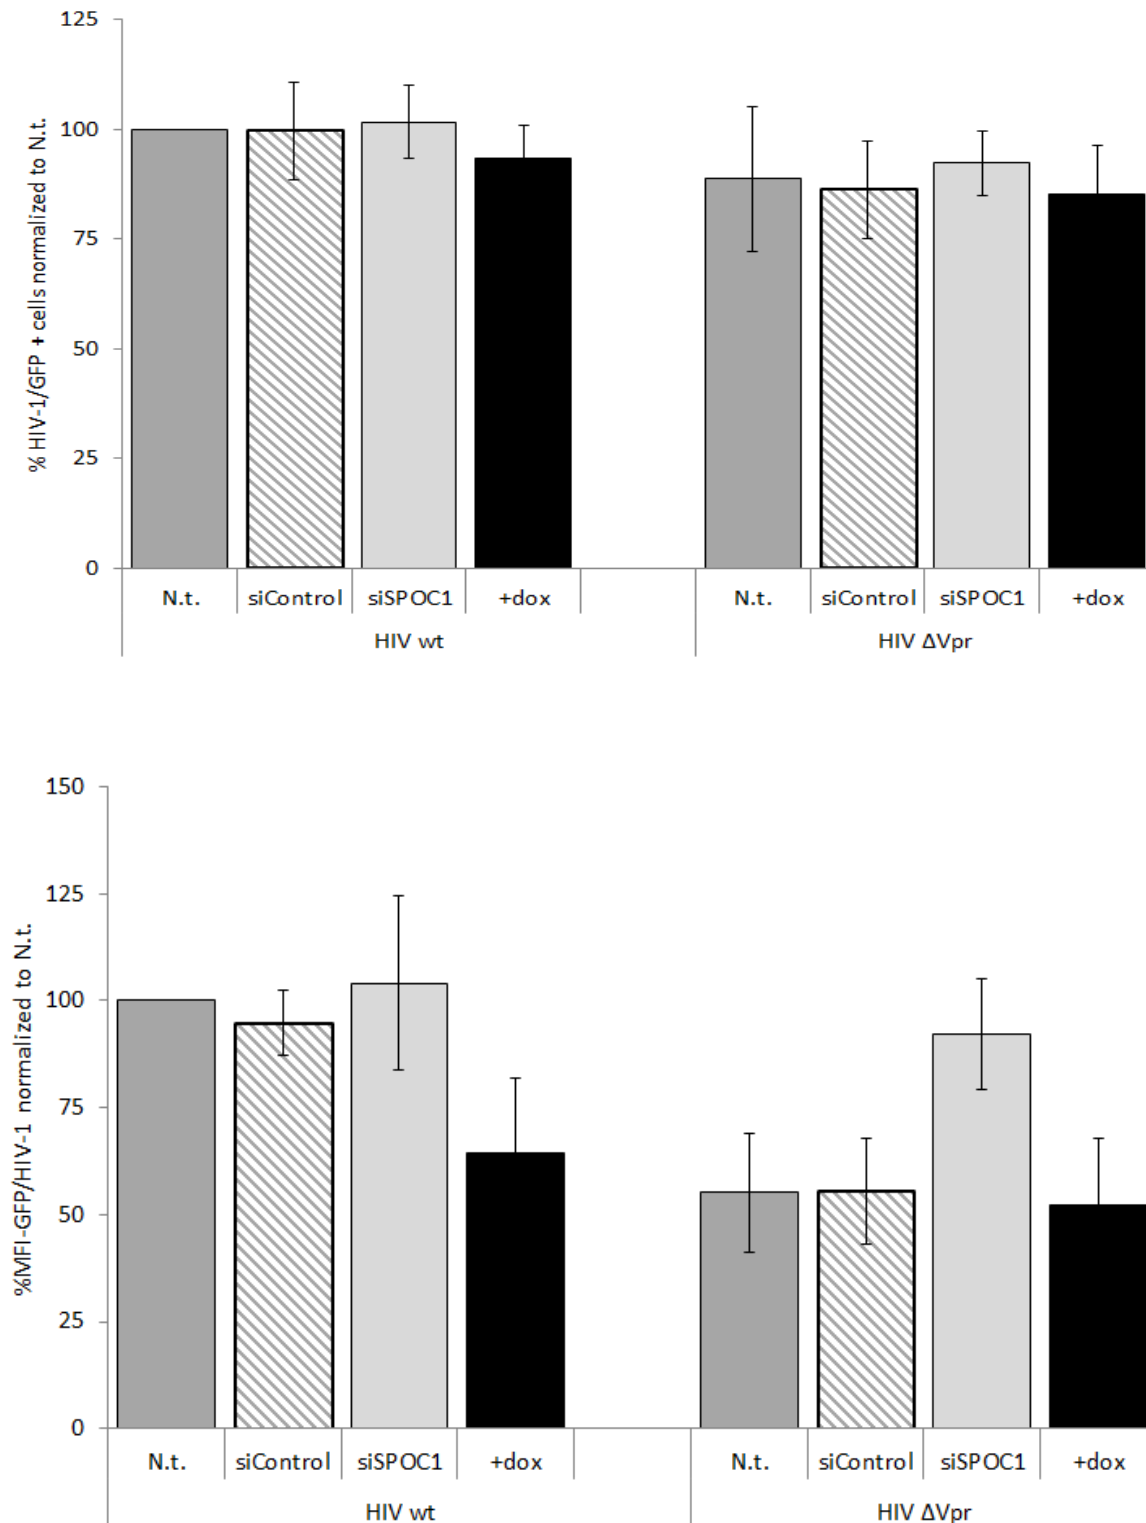 % HIV-1/GFP + cells normalized to N.t.
125
100
75
50
25
0
N.t. siControl siSPOC1 +dox N.t. siControl siSPOC1 +dox
HIV wt HIV ΔVpr
%MFI-GFP/HIV-1 normalized to N.t.
150
125
100
75
50
25
0
N.t. siControl siSPOC1 +dox N.t. siControl siSPOC1 +dox
HIV wt HIV ΔVpr